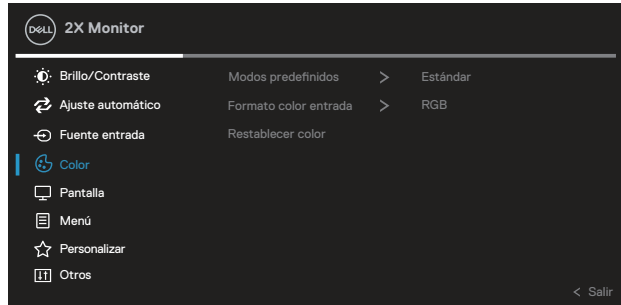 DELL 2X Monitor
Brillo/Contraste
Modos predefinidos > Estándar
Ajuste automático
Formato color entrada > RGB
Fuente entrada
Restablecer color
Color
Pantalla
Menú
Personalizar
Otros
< Salir